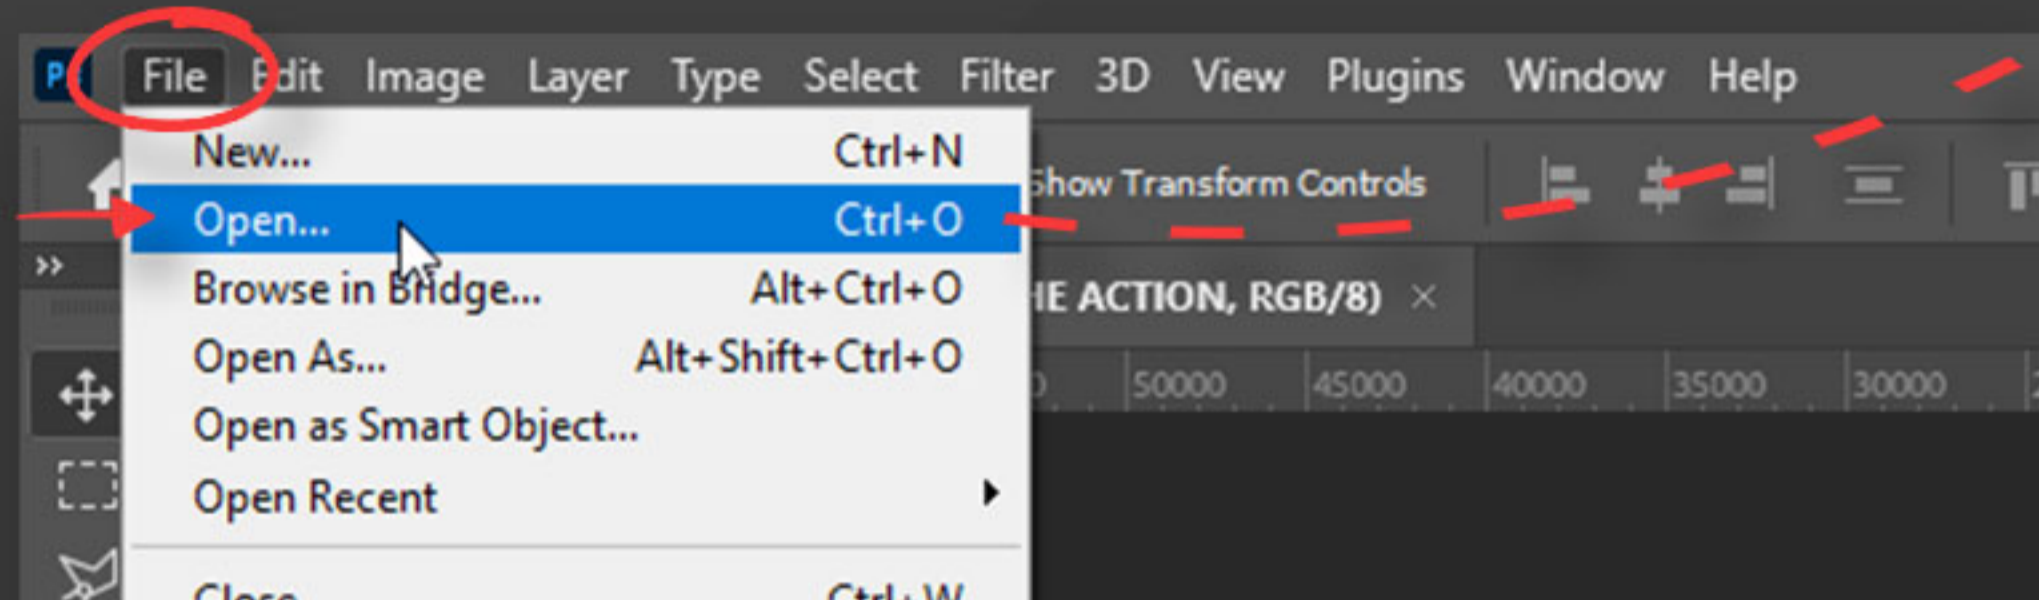 File Edit Image Layer Type Select Filter 3D View Plugins Window Help
New... Ctrl+N
Show Transform Controls
Open... Ctrl+O
Browse in Bridge... Alt+Ctrl+O
HE ACTION, RGB/8) ×
Open As... Alt+Shift+Ctrl+O
50000 45000 40000 35000 30000
Open as Smart Object...
Open Recent
Close Ctrl+W